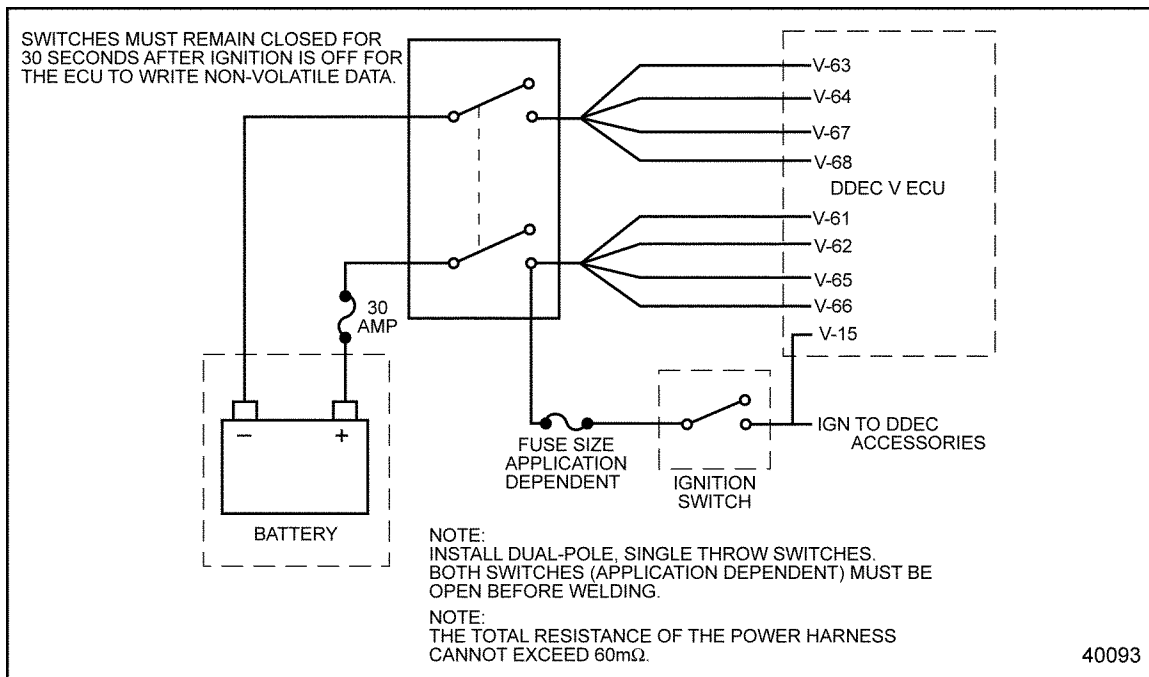 SWITCHES MUST REMAIN CLOSED FOR
30 SECONDS AFTER IGNITION IS OFF FOR
THE ECU TO WRITE NON-VOLATILE DATA.
V-63
V-64
V-67
V-68
DDEC V ECU
V-61
V-62
V-65
V-66
V-15
30
AMP
– +
BATTERY
FUSE SIZE
APPLICATION
DEPENDENT
IGNITION
SWITCH
IGN TO DDEC
ACCESSORIES
NOTE:
INSTALL DUAL-POLE, SINGLE THROW SWITCHES.
BOTH SWITCHES (APPLICATION DEPENDENT) MUST BE
OPEN BEFORE WELDING.
NOTE:
THE TOTAL RESISTANCE OF THE POWER HARNESS
CANNOT EXCEED 60mΩ.
40093